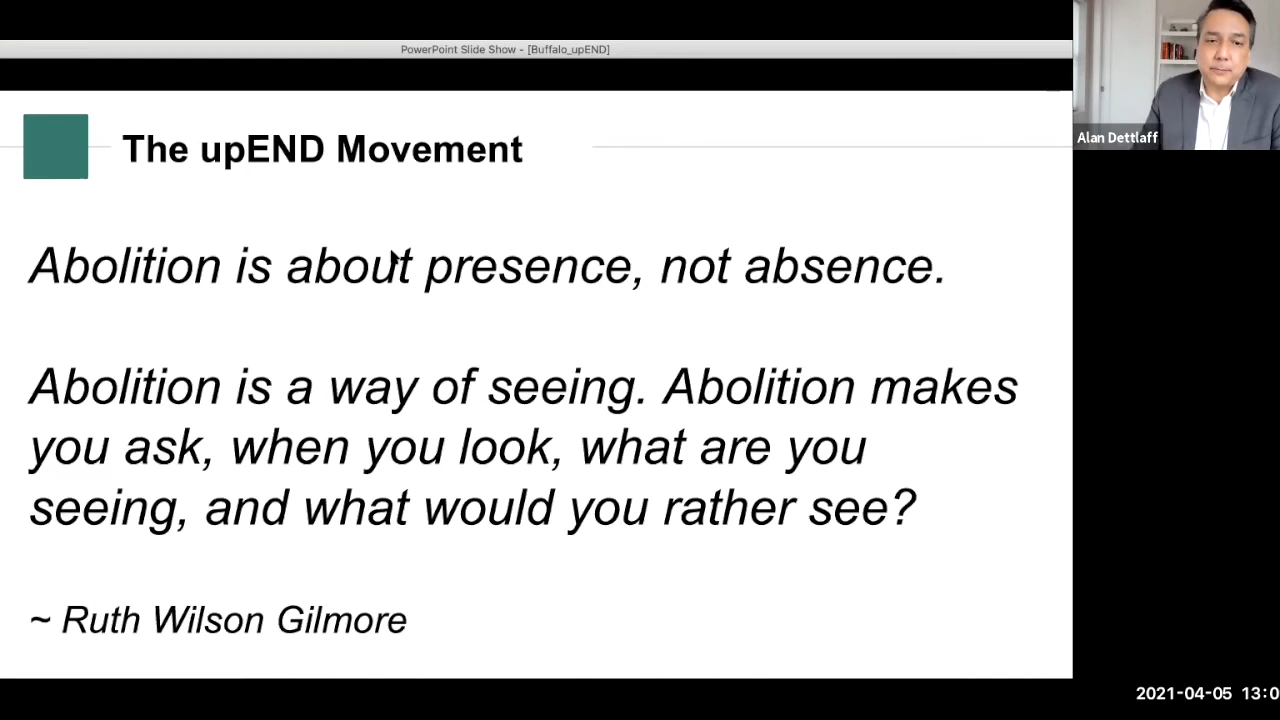 PowerPoint Slide Show - [Buffalo_upEND]
Alan Dettlaff
The upEND Movement
Abolition is about presence, not absence.
Abolition is a way of seeing. Abolition makes
you ask, when you look, what are you
seeing, and what would you rather see?
~ Ruth Wilson Gilmore
2021-04-05 13:0